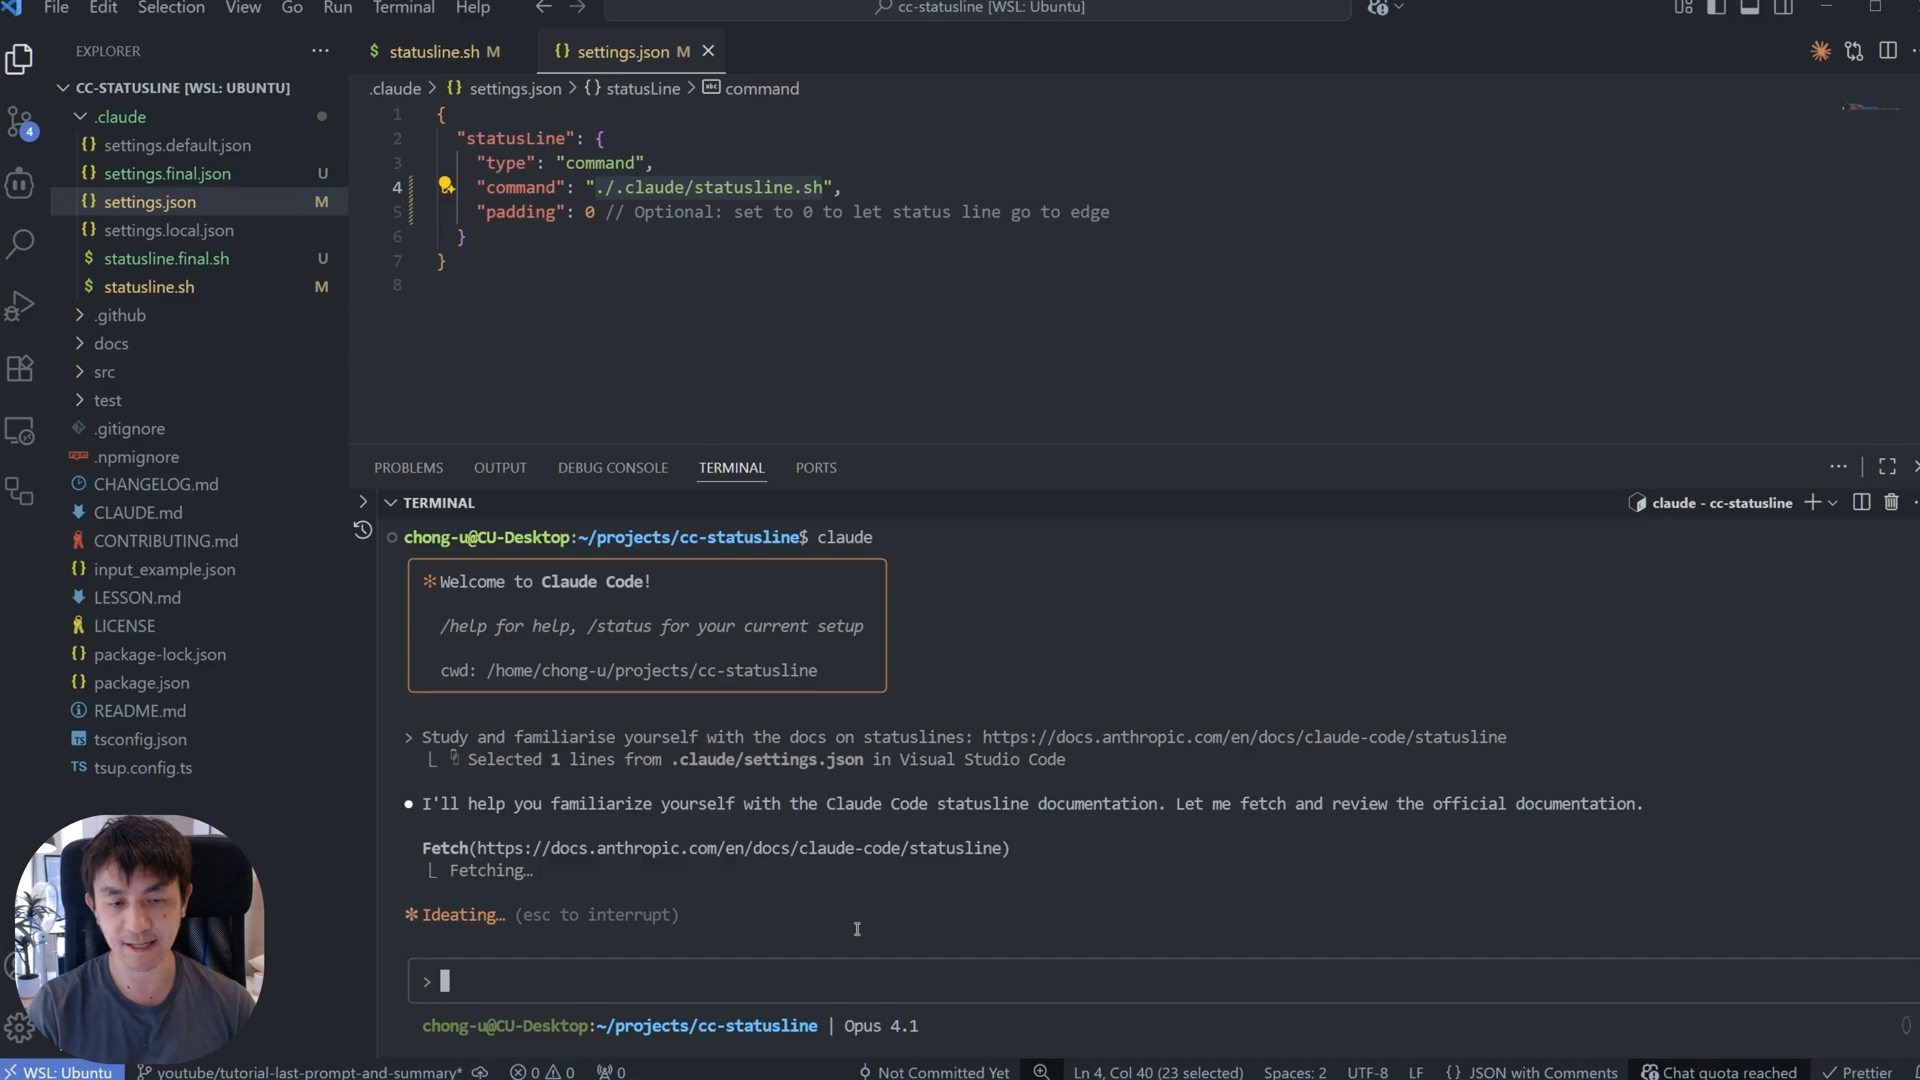 File Edit Selection View Go Run Terminal Help
cc-statusline [WSL: Ubuntu]
EXPLORER
CC-STATUSLINE [WSL: UBUNTU]
.claude
settings.default.json
settings.final.json U
settings.json M
settings.local.json
statusline.final.sh U
statusline.sh M
.github
docs
src
test
.gitignore
.npmignore
CHANGELOG.md
CLAUDE.md
CONTRIBUTING.md
input_example.json
LESSON.md
LICENSE
package-lock.json
package.json
README.md
tsconfig.json
TS tsup.config.ts
4
$ statusline.sh M
{} settings.json M
.claude > {} settings.json > {} statusLine > abc command
1 {
2 "statusLine": {
3 "type": "command",
4 "command": "./.claude/statusline.sh",
5 "padding": 0 // Optional: set to 0 to let status line go to edge
6 }
7 }
8
PROBLEMS OUTPUT DEBUG CONSOLE TERMINAL PORTS
TERMINAL
claude - cc-statusline
chong-u@CU-Desktop:~/projects/cc-statusline$ claude
✻ Welcome to Claude Code!
/help for help, /status for your current setup
cwd: /home/chong-u/projects/cc-statusline
> Study and familiarise yourself with the docs on statuslines: https://docs.anthropic.com/en/docs/claude-code/statusline
Selected 1 lines from .claude/settings.json in Visual Studio Code
● I'll help you familiarize yourself with the Claude Code statusline documentation. Let me fetch and review the official documentation.
Fetch(https://docs.anthropic.com/en/docs/claude-code/statusline)
Fetching…
✻ Ideating… (esc to interrupt)
>
chong-u@CU-Desktop:~/projects/cc-statusline | Opus 4.1
WSL: Ubuntu youtube/tutorial-last-prompt-and-summary* 0 0 0 Not Committed Yet Ln 4, Col 40 (23 selected) Spaces: 2 UTF-8 LF {} JSON with Comments Chat quota reached Prettier